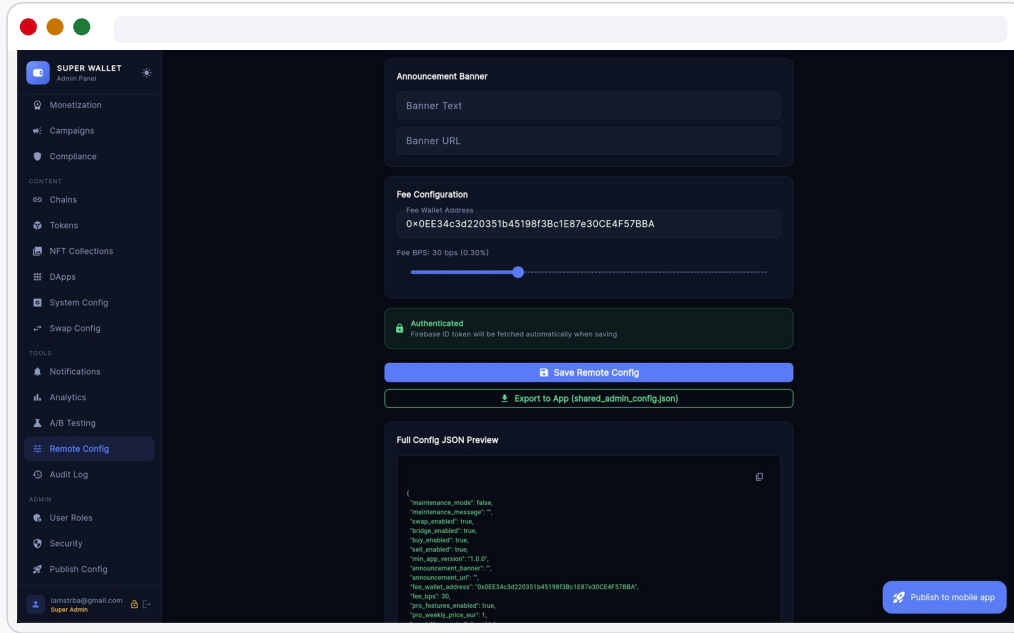 SUPER WALLET
Admin Panel
Monetization
Campaigns
Compliance
CONTENT
Chains
Tokens
NFT Collections
DApps
System Config
Swap Config
TOOLS
Notifications
Analytics
A/B Testing
Remote Config
Audit Log
ADMIN
User Roles
Security
Publish Config
iamstrba@gmail.com
Super Admin
Announcement Banner
Banner Text
Banner URL
Fee Configuration
Fee Wallet Address
0x0EE34c3d220351b45198f3Bc1E87e30CE4F57BBA
Fee BPS: 30 bps (0.30%)
Authenticated
Firebase ID token will be fetched automatically when saving
Save Remote Config
Export to App (shared_admin_config.json)
Full Config JSON Preview
{
"maintenance_mode": false,
"maintenance_message": "",
"swap_enabled": true,
"bridge_enabled": true,
"buy_enabled": true,
"sell_enabled": true,
"min_app_version": "1.0.0",
"announcement_banner": "",
"announcement_url": "",
"fee_wallet_address": "0x0EE34c3d220351b45198f3Bc1E87e30CE4F57BBA",
"fee_bps": 30,
"pro_features_enabled": true,
"pro_weekly_price_eur": 1,
Publish to mobile app